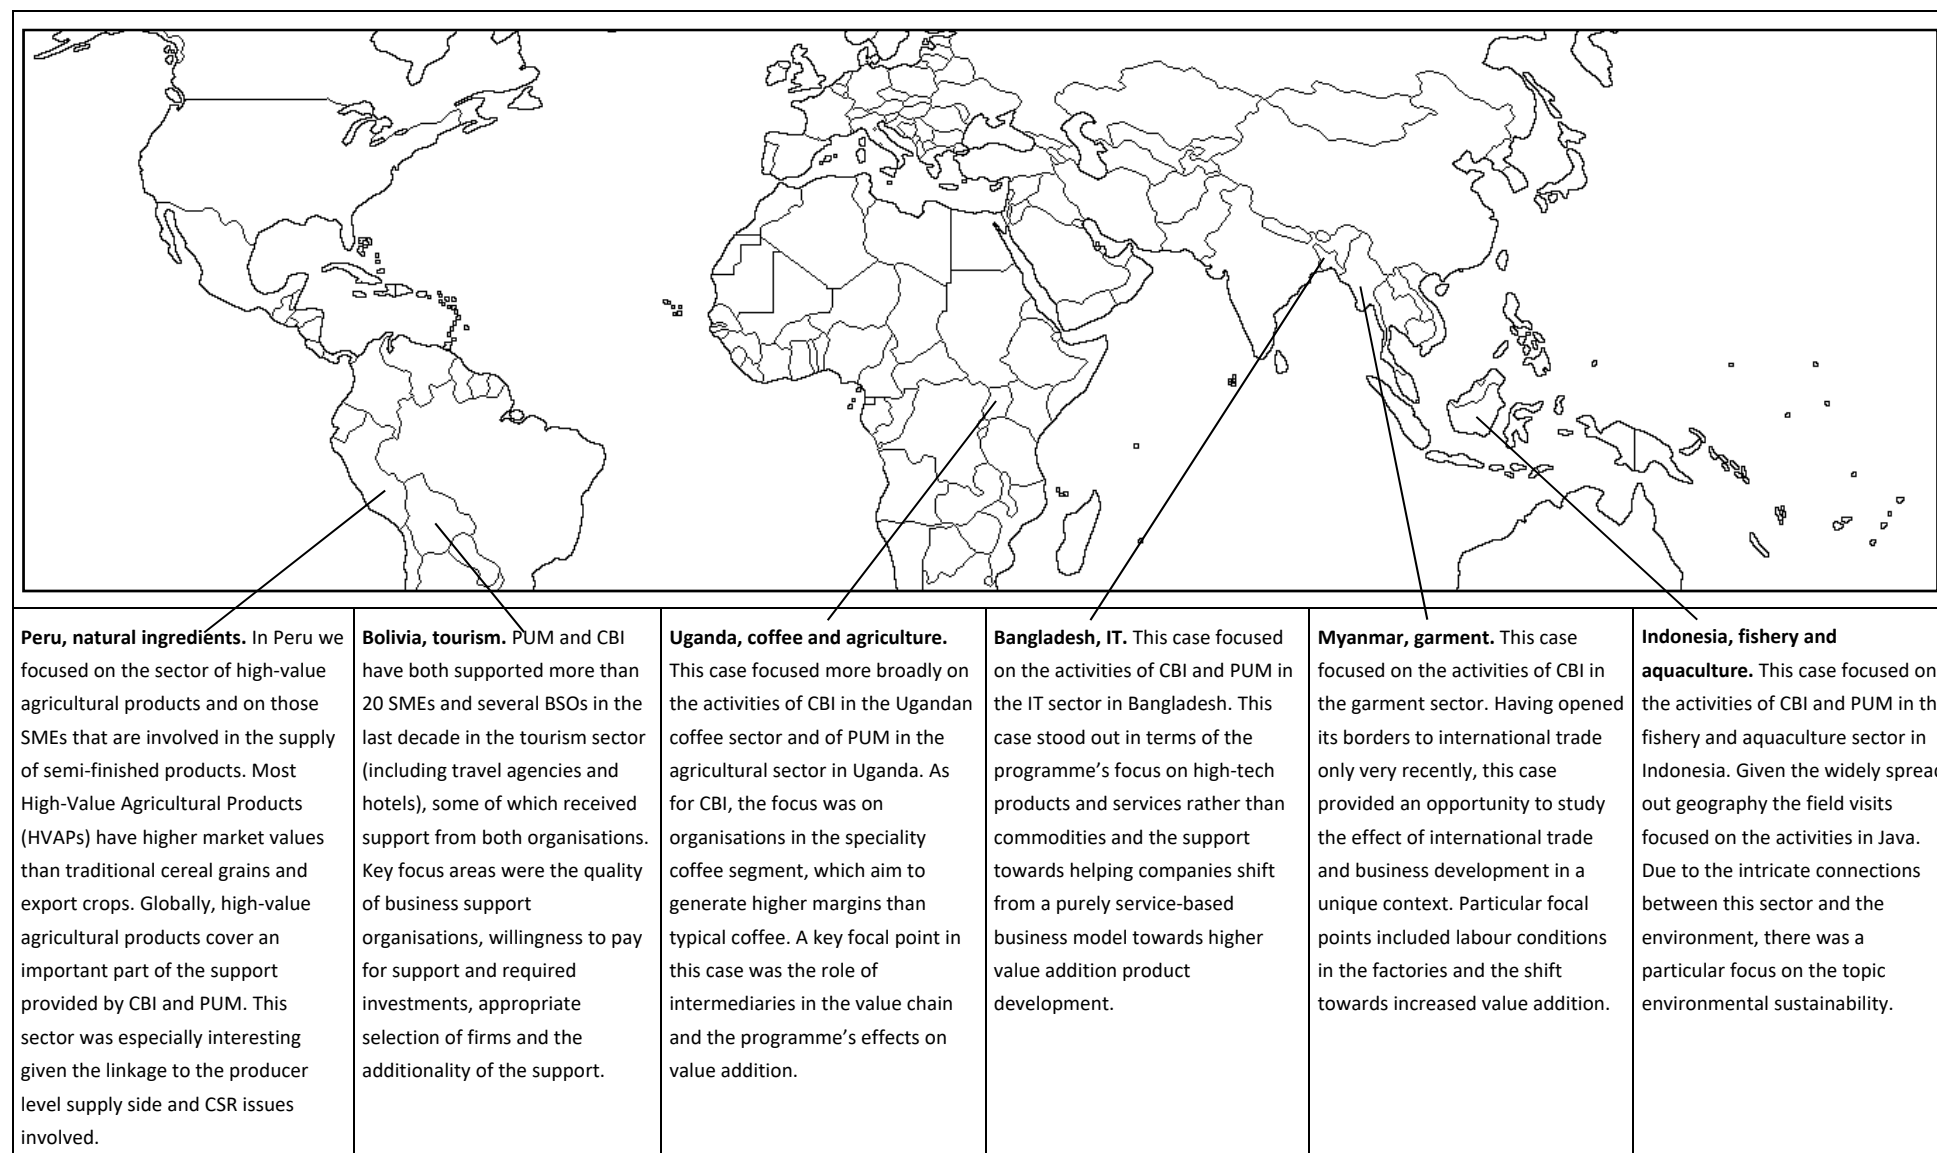 Peru, natural ingredients. In Peru we
focused on the sector of high-value
agricultural products and on those
SMEs that are involved in the supply
of semi-finished products. Most
High-Value Agricultural Products
(HVAPs) have higher market values
than traditional cereal grains and
export crops. Globally, high-value
agricultural products cover an
important part of the support
provided by CBI and PUM. This
sector was especially interesting
given the linkage to the producer
level supply side and CSR issues
involved.
Bolivia, tourism. PUM and CBI
have both supported more than
20 SMEs and several BSOs in the
last decade in the tourism sector
(including travel agencies and
hotels), some of which received
support from both organisations.
Key focus areas were the quality
of business support
organisations, willingness to pay
for support and required
investments, appropriate
selection of firms and the
additionality of the support.
Uganda, coffee and agriculture.
This case focused more broadly on
the activities of CBI in the Ugandan
coffee sector and of PUM in the
agricultural sector in Uganda. As
for CBI, the focus was on
organisations in the speciality
coffee segment, which aim to
generate higher margins than
typical coffee. A key focal point in
this case was the role of
intermediaries in the value chain
and the programme's effects on
value addition.
Bangladesh, IT. This case focused
on the activities of CBI and PUM in
the IT sector in Bangladesh. This
case stood out in terms of the
programme's focus on high-tech
products and services rather than
commodities and the support
towards helping companies shift
from a purely service-based
business model towards higher
value addition product
development.
Myanmar, garment. This case
focused on the activities of CBI in
the garment sector. Having opened
its borders to international trade
only very recently, this case
provided an opportunity to study
the effect of international trade
and business development in a
unique context. Particular focal
points included labour conditions
in the factories and the shift
towards increased value addition.
Indonesia, fishery and
aquaculture. This case focused on
the activities of CBI and PUM in th
fishery and aquaculture sector in
Indonesia. Given the widely spread
out geography the field visits
focused on the activities in Java.
Due to the intricate connections
between this sector and the
environment, there was a
particular focus on the topic
environmental sustainability.